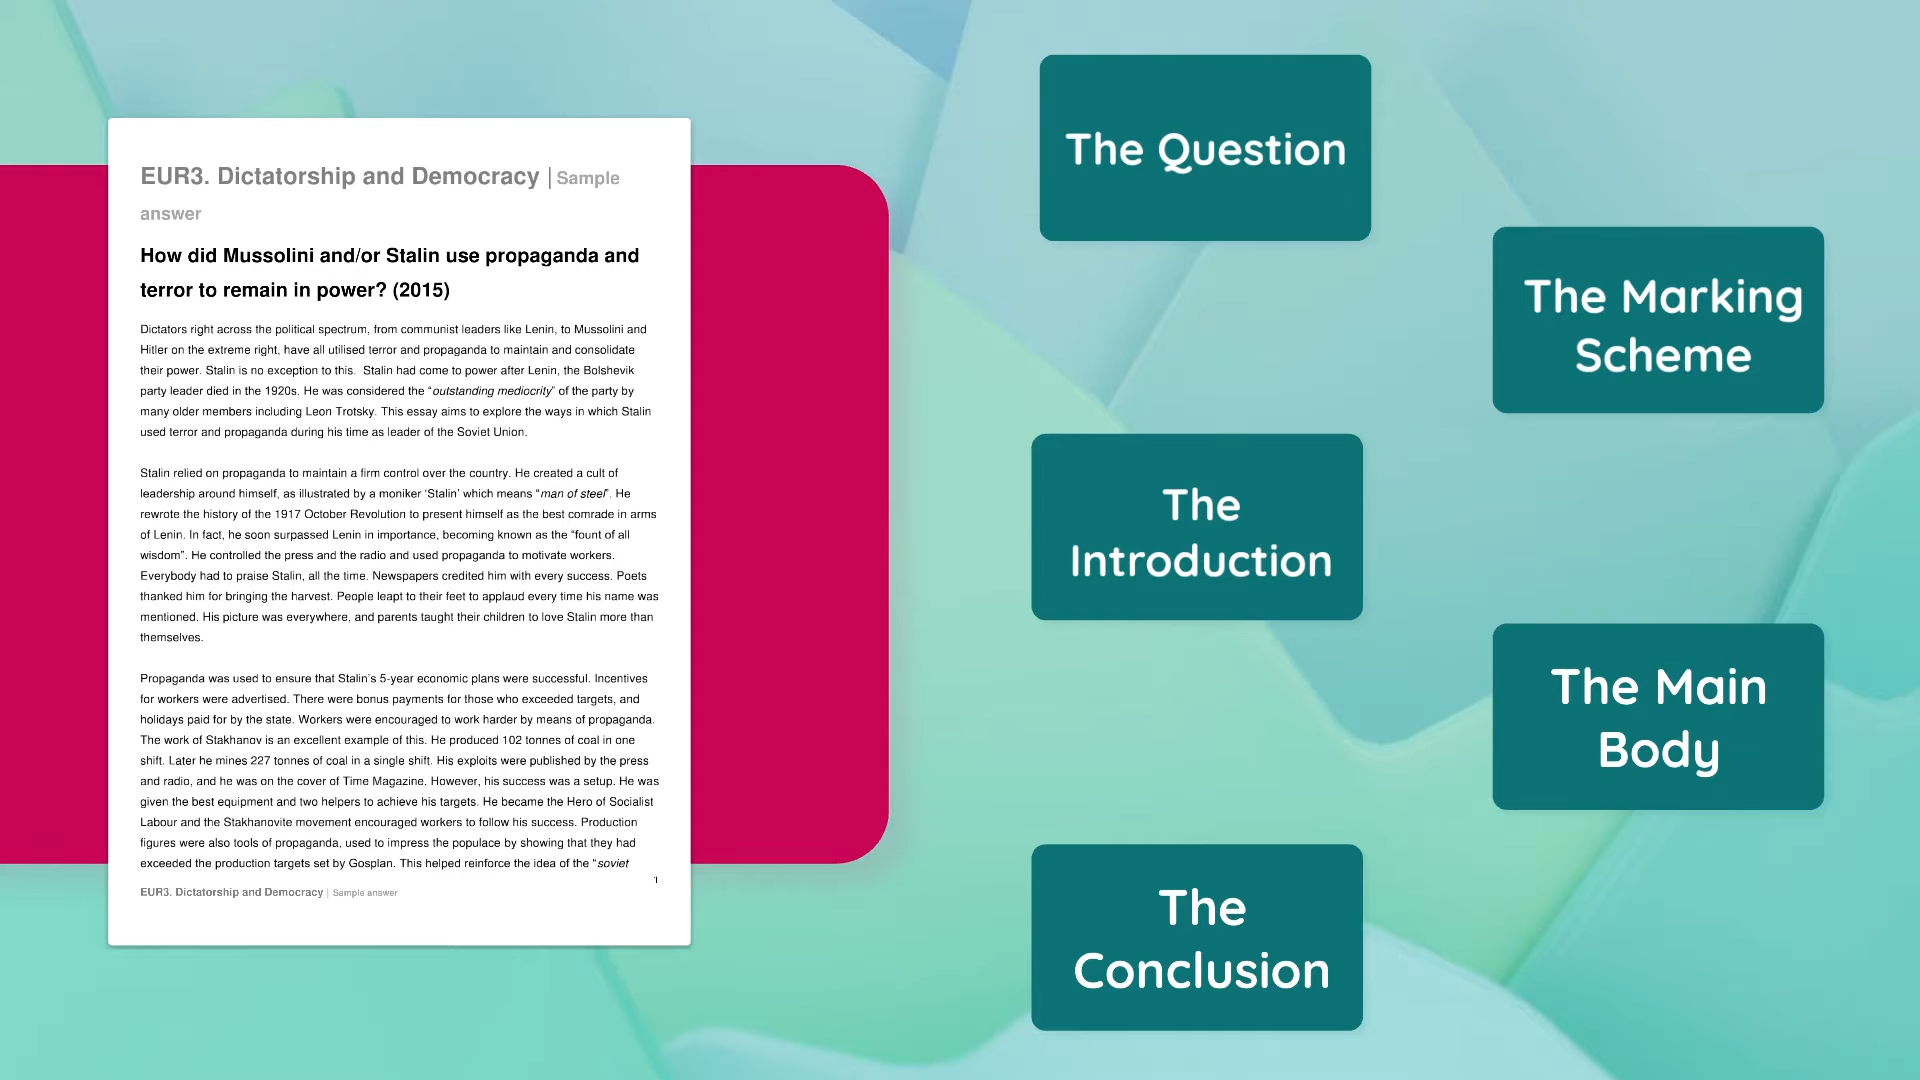 EUR3. Dictatorship and Democracy | Sample
answer
How did Mussolini and/or Stalin use propaganda and
terror to remain in power? (2015)
Dictators right across the political spectrum, from communist leaders like Lenin, to Mussolini and
Hitler on the extreme right, have all utilised terror and propaganda to maintain and consolidate
their power. Stalin is no exception to this.  Stalin had come to power after Lenin, the Bolshevik
party leader died in the 1920s. He was considered the “outstanding mediocrity” of the party by
many older members including Leon Trotsky. This essay aims to explore the ways in which Stalin
used terror and propaganda during his time as leader of the Soviet Union.
Stalin relied on propaganda to maintain a firm control over the country. He created a cult of
leadership around himself, as illustrated by a moniker ‘Stalin’ which means “man of steel”. He
rewrote the history of the 1917 October Revolution to present himself as the best comrade in arms
of Lenin. In fact, he soon surpassed Lenin in importance, becoming known as the “fount of all
wisdom”. He controlled the press and the radio and used propaganda to motivate workers.
Everybody had to praise Stalin, all the time. Newspapers credited him with every success. Poets
thanked him for bringing the harvest. People leapt to their feet to applaud every time his name was
mentioned. His picture was everywhere, and parents taught their children to love Stalin more than
themselves.
Propaganda was used to ensure that Stalin’s 5-year economic plans were successful. Incentives
for workers were advertised. There were bonus payments for those who exceeded targets, and
holidays paid for by the state. Workers were encouraged to work harder by means of propaganda.
The work of Stakhanov is an excellent example of this. He produced 102 tonnes of coal in one
shift. Later he mines 227 tonnes of coal in a single shift. His exploits were published by the press
and radio, and he was on the cover of Time Magazine. However, his success was a setup. He was
given the best equipment and two helpers to achieve his targets. He became the Hero of Socialist
Labour and the Stakhanovite movement encouraged workers to follow his success. Production
figures were also tools of propaganda, used to impress the populace by showing that they had
exceeded the production targets set by Gosplan. This helped reinforce the idea of the “soviet
1
EUR3. Dictatorship and Democracy | Sample answer
The Question
The Marking
Scheme
The
Introduction
The Main
Body
The
Conclusion